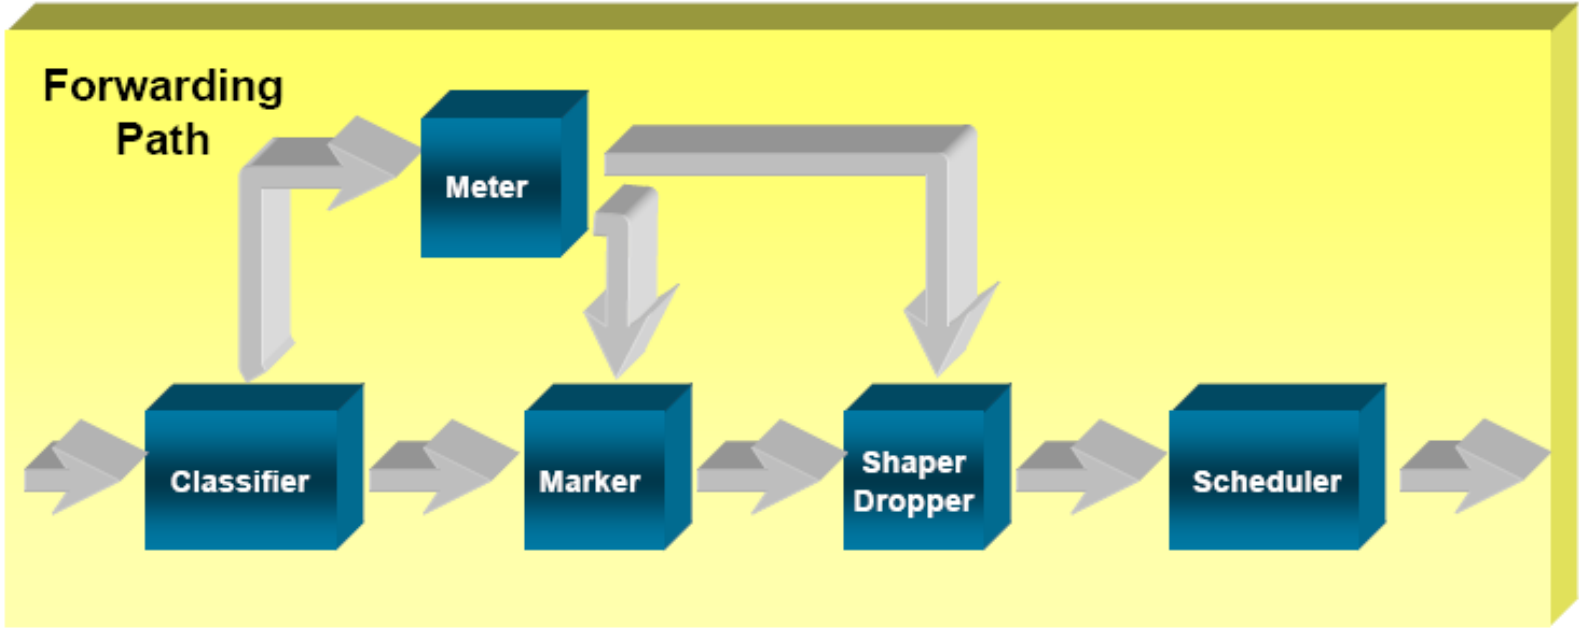 Forwarding
Path
Meter
Classifier
Marker
Shaper
Dropper
Scheduler